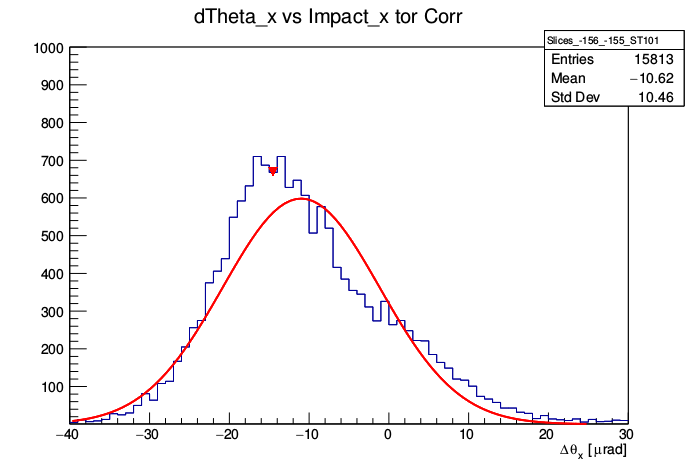 dTheta_x vs Impact_x tor Corr
Slices_-156_-155_ST101
Entries 15813
Mean −10.62
Std Dev 10.46
1000
900
800
700
600
500
400
300
200
100
−40 −30 −20 −10 0 10 20 30
Δθx [μrad]